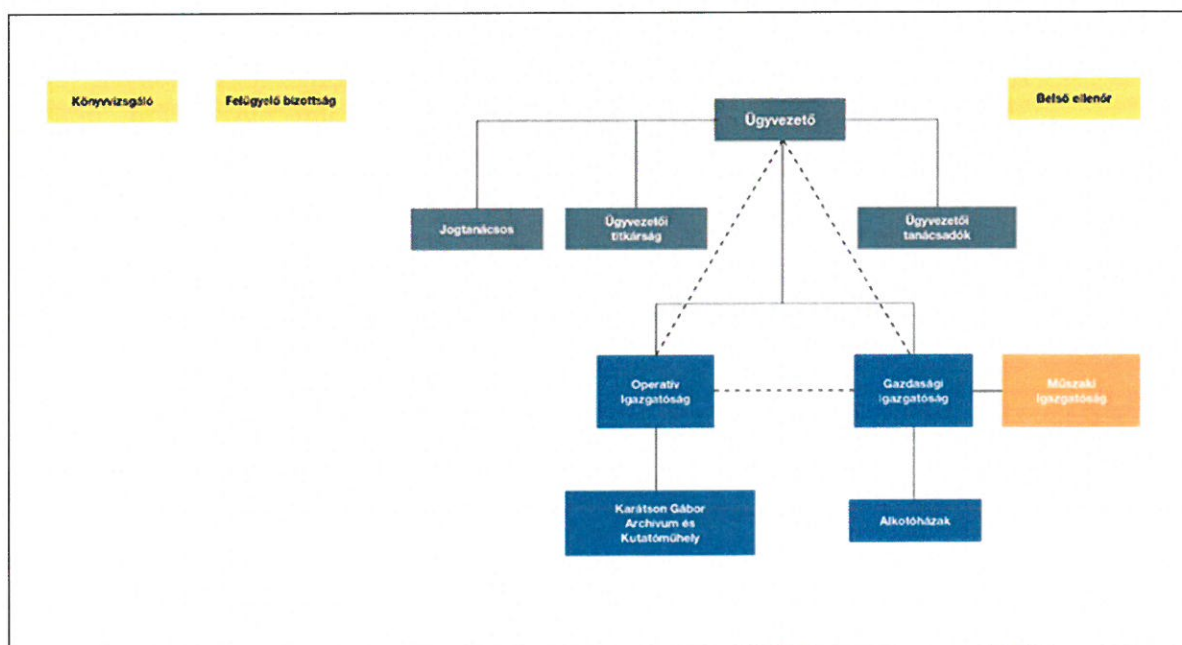 Könyvvizsgáló
Felügyelő bizottság
Belső ellenőr
Ügyvezető
Jogtanácsos
Ügyvezetői
titkárság
Ügyvezetői
tanácsadók
Operatív
Igazgatóság
Gazdasági
Igazgatóság
Műszaki
Igazgatóság
Karátson Gábor
Archívum és
Kutatóműhely
Alkotóházak